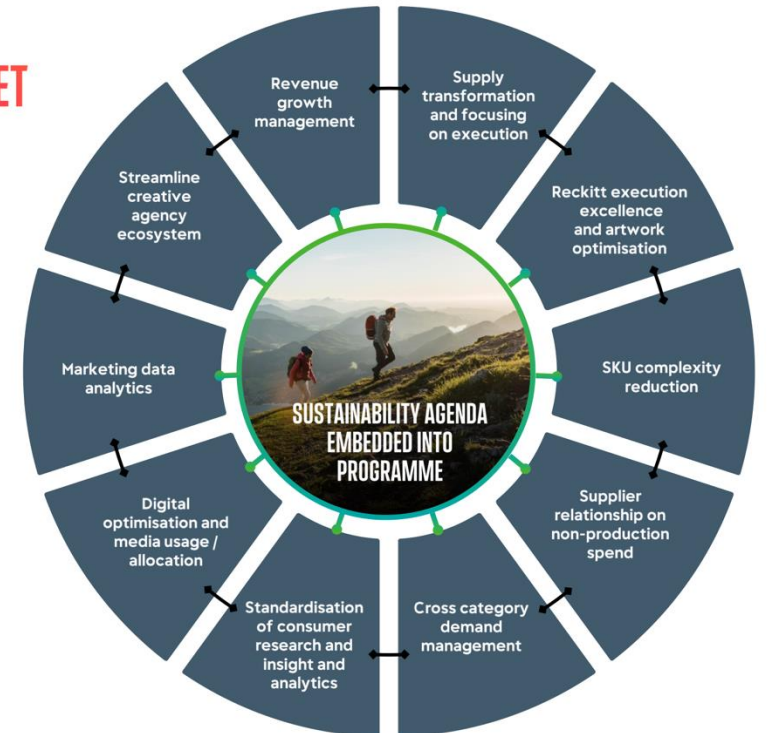 ET
Revenue
growth
management
Supply
transformation
and focusing
on execution
Reckitt execution
excellence
and artwork
optimisation
SKU complexity
reduction
Supplier
relationship on
non-production
spend
Cross category
demand
management
Standardisation
of consumer
research and
insight and
analytics
Digital
optimisation and
media usage /
allocation
Marketing data
analytics
Streamline
creative
agency
ecosystem
SUSTAINABILITY AGENDA
EMBEDDED INTO
PROGRAMME